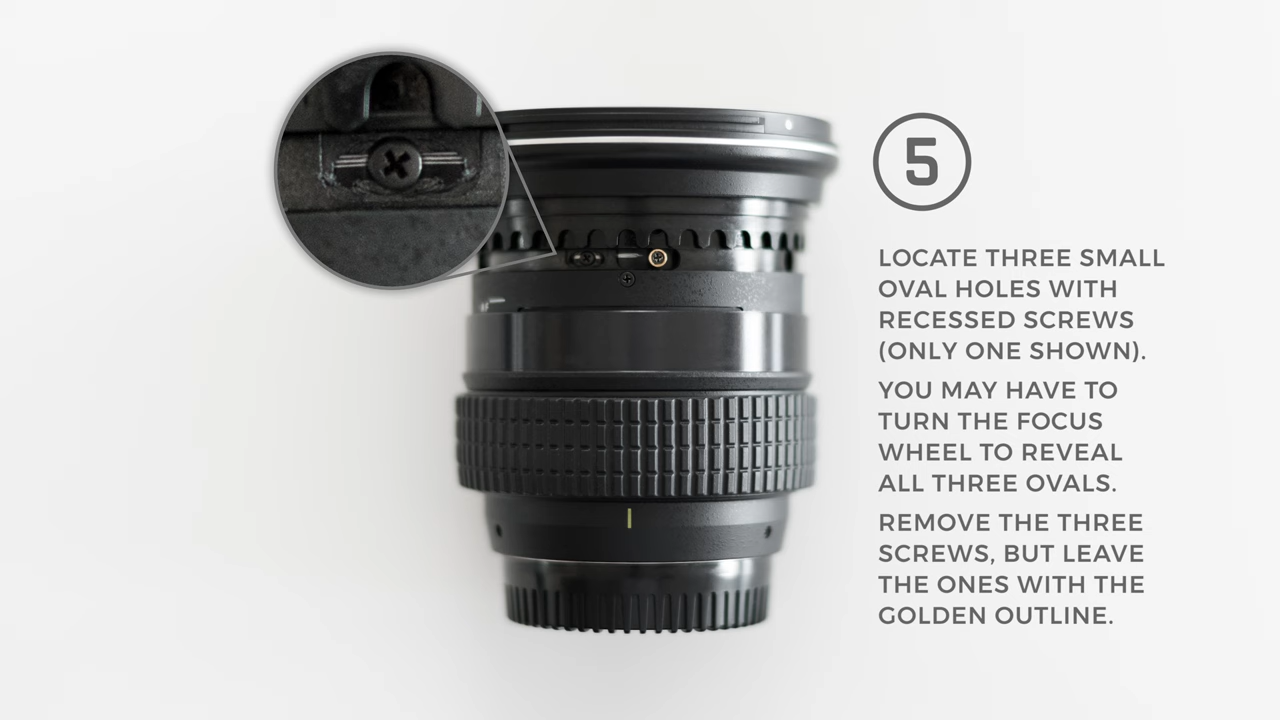 5
LOCATE THREE SMALL
OVAL HOLES WITH
RECESSED SCREWS
(ONLY ONE SHOWN).
YOU MAY HAVE TO
TURN THE FOCUS
WHEEL TO REVEAL
ALL THREE OVALS.
REMOVE THE THREE
SCREWS, BUT LEAVE
THE ONES WITH THE
GOLDEN OUTLINE.